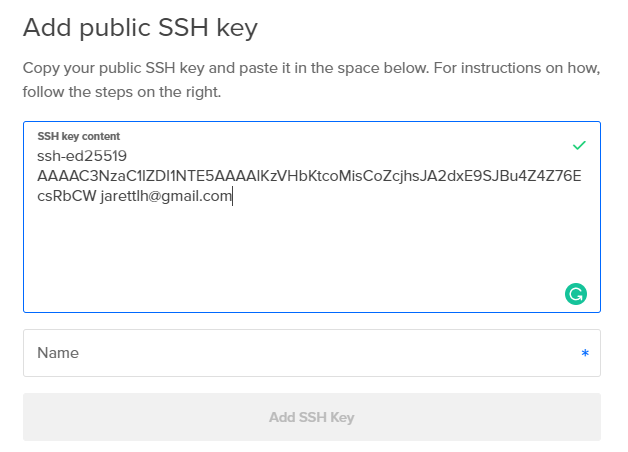 Add public SSH key
Copy your public SSH key and paste it in the space below. For instructions on how,
follow the steps on the right.
SSH key content
ssh-ed25519
AAAAC3NzaC1lZDI1NTE5AAAAIKzVHbKtcoMisCoZcjhsJA2dxE9SJBu4Z4Z76E
csRbCW jarettlh@gmail.com
Name *
Add SSH Key